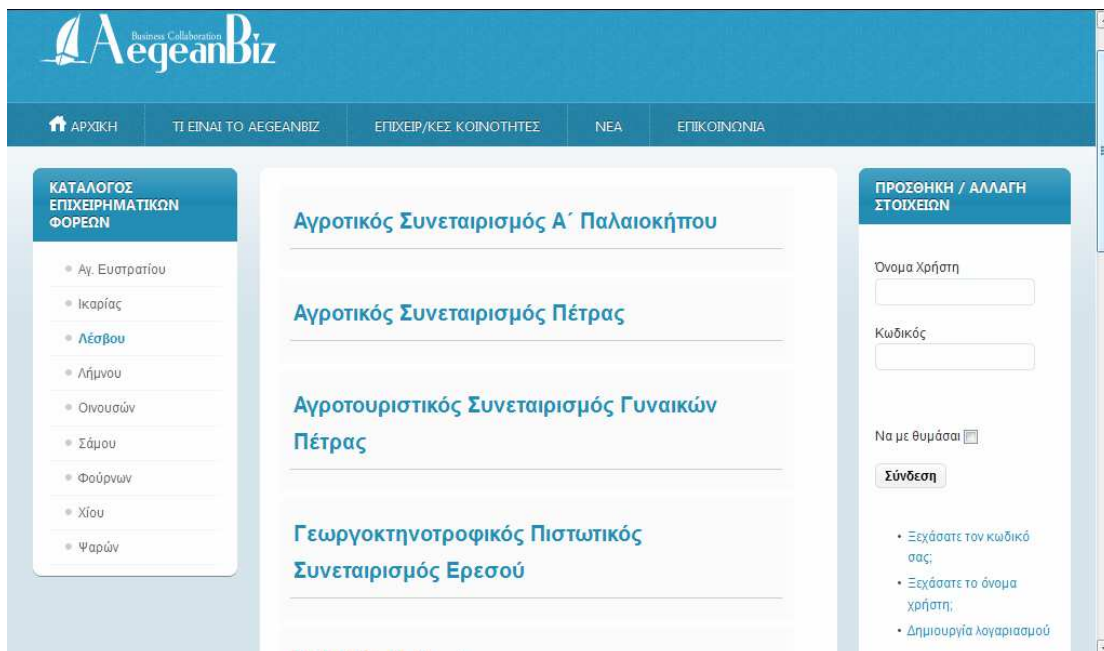 Business Collaboration
AegeanBiz
ΑΡΧΙΚΗ ΤΙ ΕΙΝΑΙ ΤΟ AEGEANBIZ ΕΠΙΧΕΙΡ/ΚΕΣ ΚΟΙΝΟΤΗΤΕΣ ΝΕΑ ΕΠΙΚΟΙΝΩΝΙΑ
ΚΑΤΑΛΟΓΟΣ
ΕΠΙΧΕΙΡΗΜΑΤΙΚΩΝ
ΦΟΡΕΩΝ
Αγ. Ευστρατίου
Ικαρίας
Λέσβου
Λήμνου
Οινουσών
Σάμου
Φούρνων
Χίου
Ψαρών
Αγροτικός Συνεταιρισμός Α΄ Παλαιοκήπου
Αγροτικός Συνεταιρισμός Πέτρας
Αγροτουριστικός Συνεταιρισμός Γυναικών
Πέτρας
Γεωργοκτηνοτροφικός Πιστωτικός
Συνεταιρισμός Ερεσού
ΠΡΟΣΘΗΚΗ / ΑΛΛΑΓΗ
ΣΤΟΙΧΕΙΩΝ
Όνομα Χρήστη
Κωδικός
Να με θυμάσαι
Σύνδεση
Ξεχάσατε τον κωδικό
σας;
Ξεχάσατε το όνομα
χρήστη;
Δημιουργία λογαριασμού